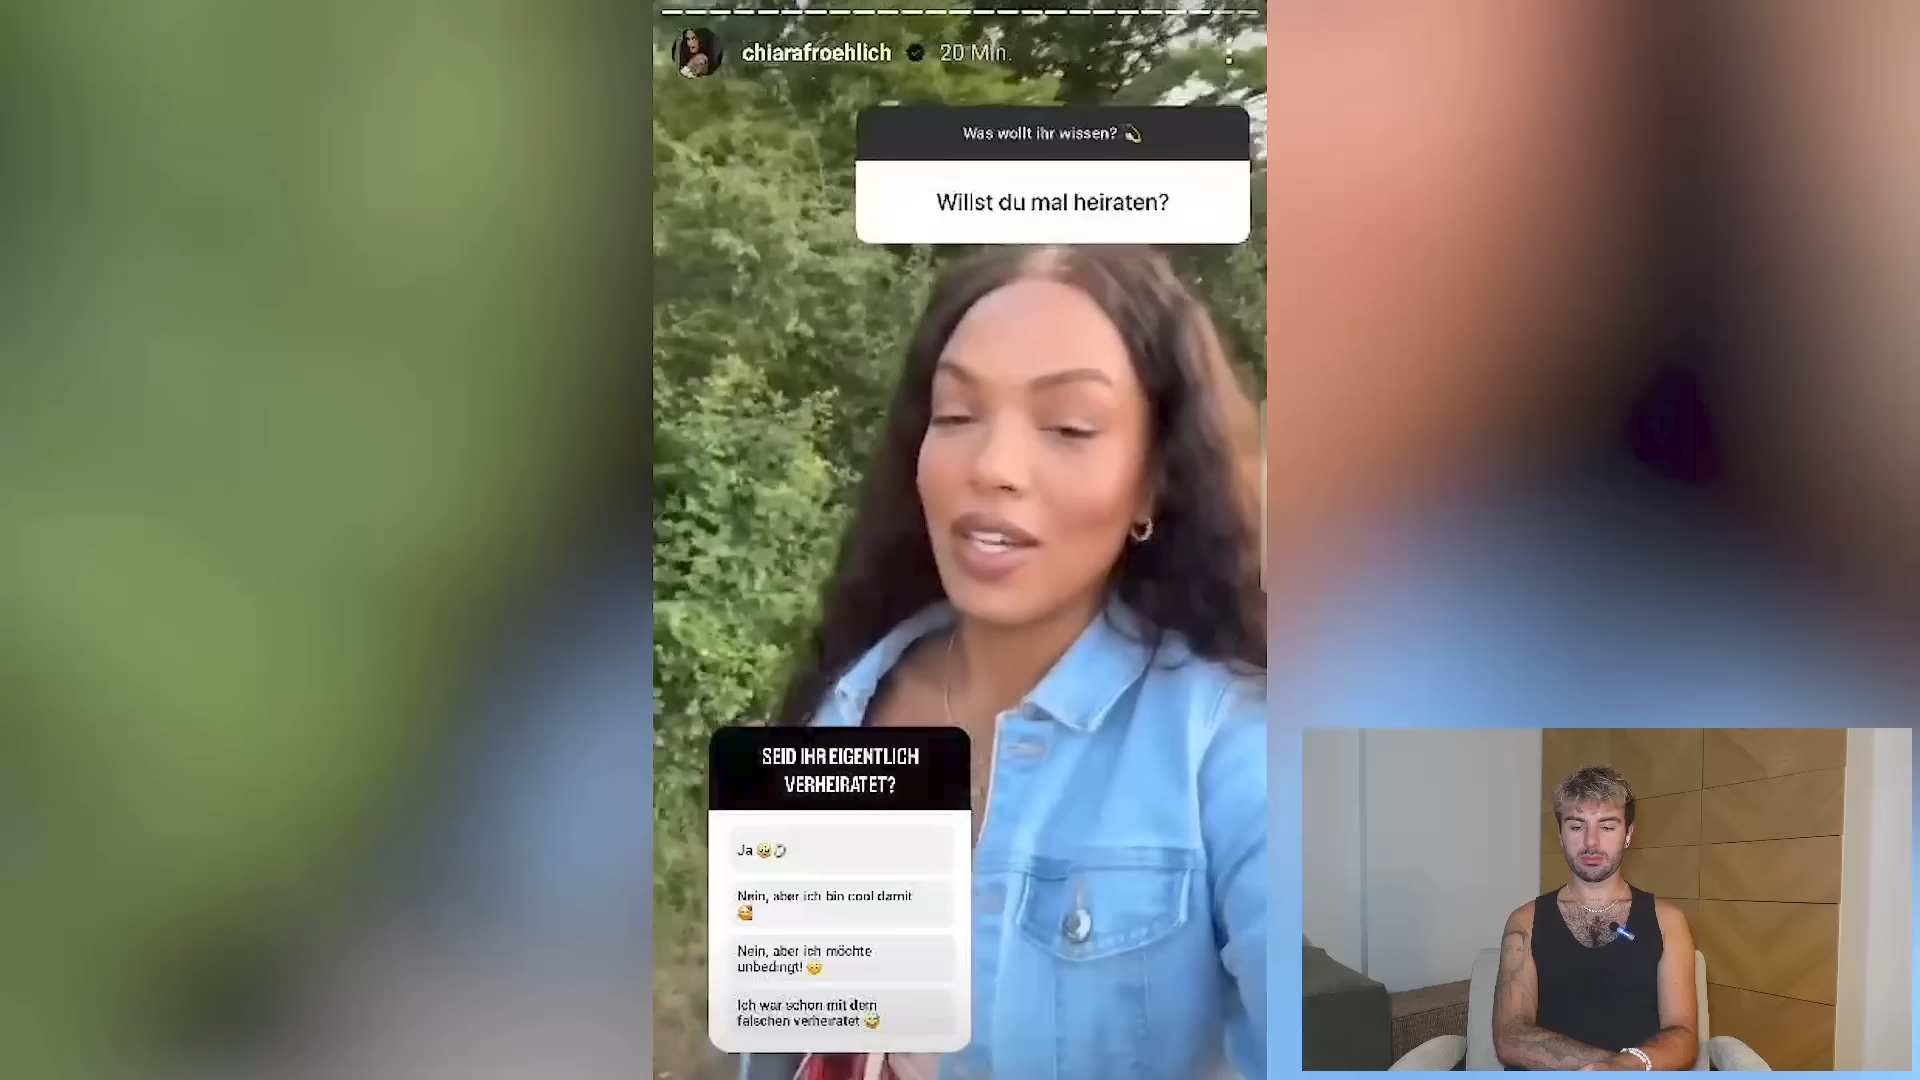 chiarafroehlich 20 Min.
Was wollt ihr wissen?
Willst du mal heiraten?
SEID IHR EIGENTLICH
VERHEIRATET?
Ja
Nein, aber ich bin cool damit
Nein, aber ich möchte
unbedingt!
Ich war schon mit dem
falschen verheiratet